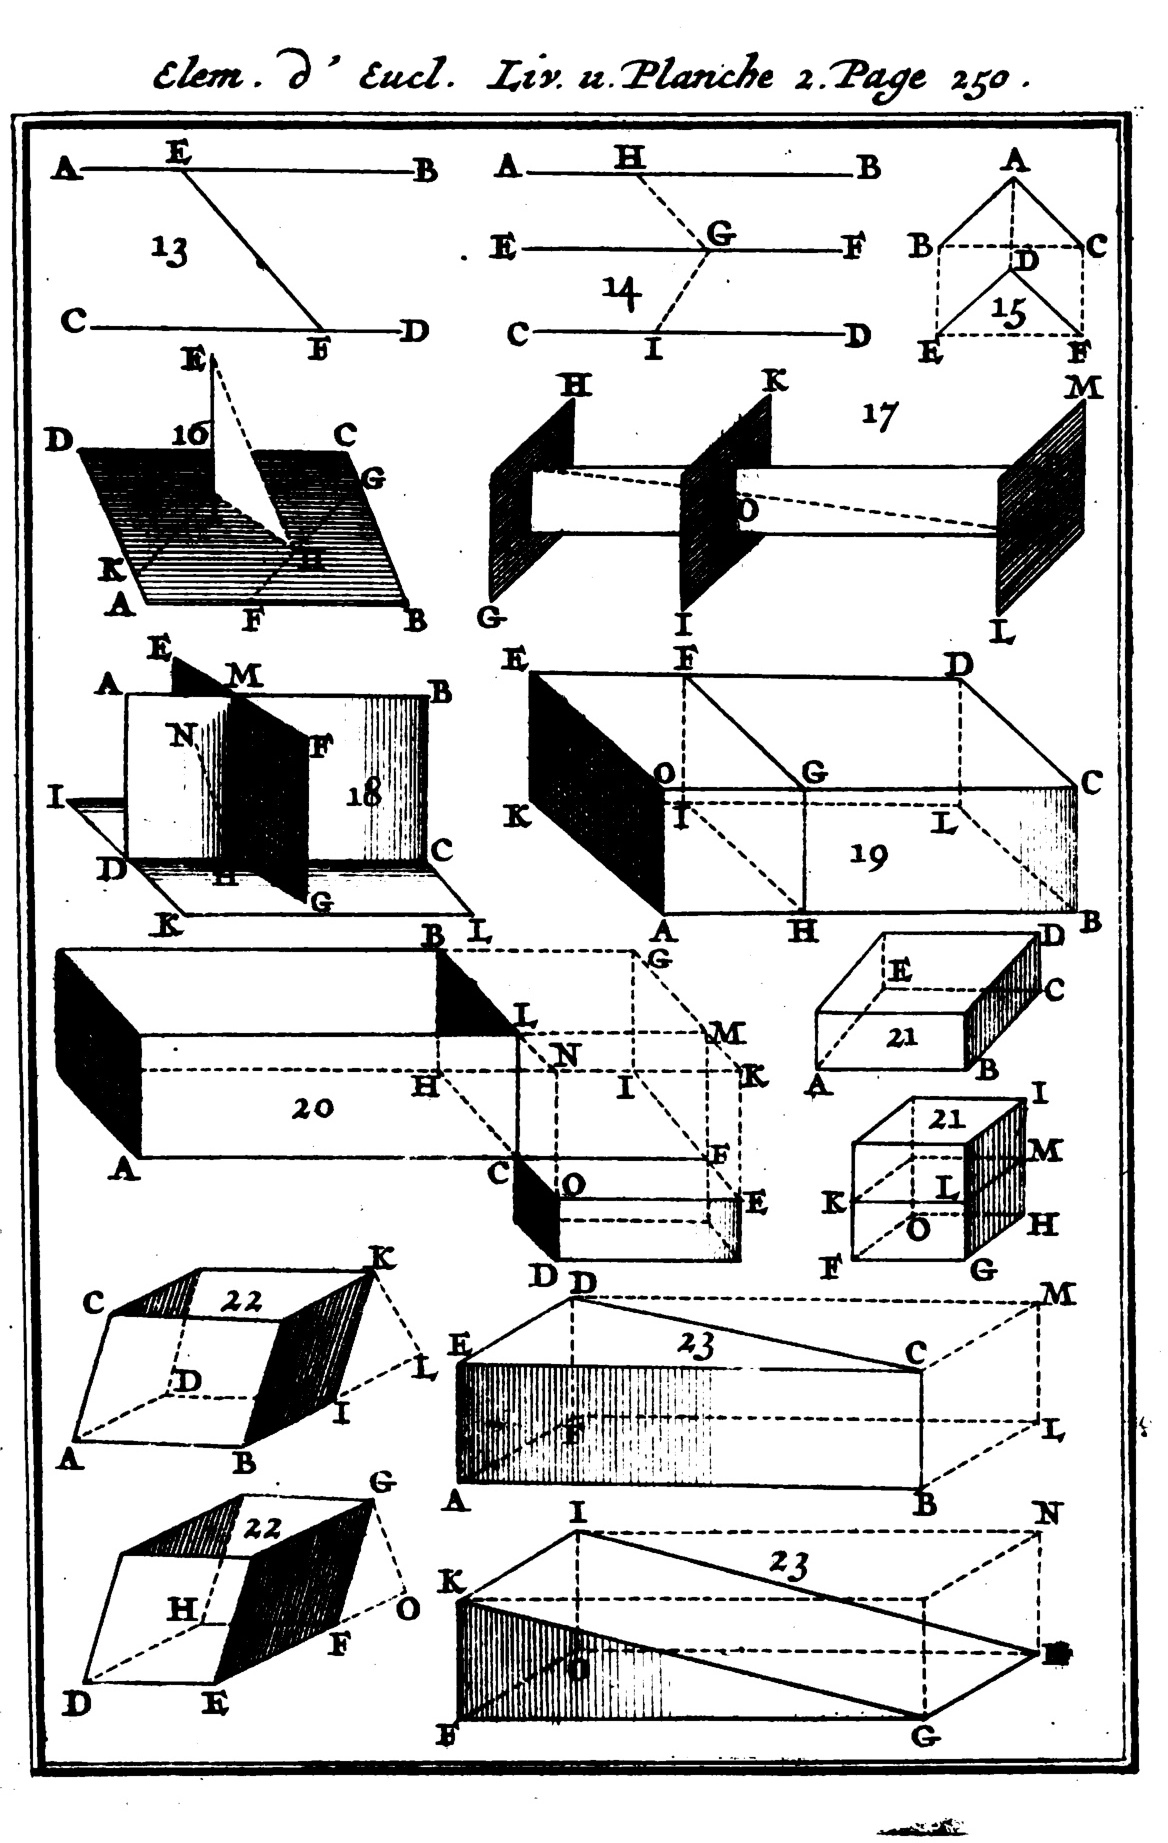 Elem. d' Eucl. Liv. u. Planche 2. Page 250.
A E B
13
C F D
A H B
E G F
14
C I D
A
B C
D
15
E F
E
16
D C
G
K H
A F B
H K M
17
O
G I L
E
A M B
N F
18
I
D H C
G
K L
E F D
O G C
K I L
19
A H B
B G
L M
N
H I K
20
A C F
O E
D
D
E C
21
A B
21 I
M
K L
O H
F G
K
C 22
L
D
I
A B
D M
E 23 C
F L
A B
G
22
H O
F
D E
I N
23
K
O
F G